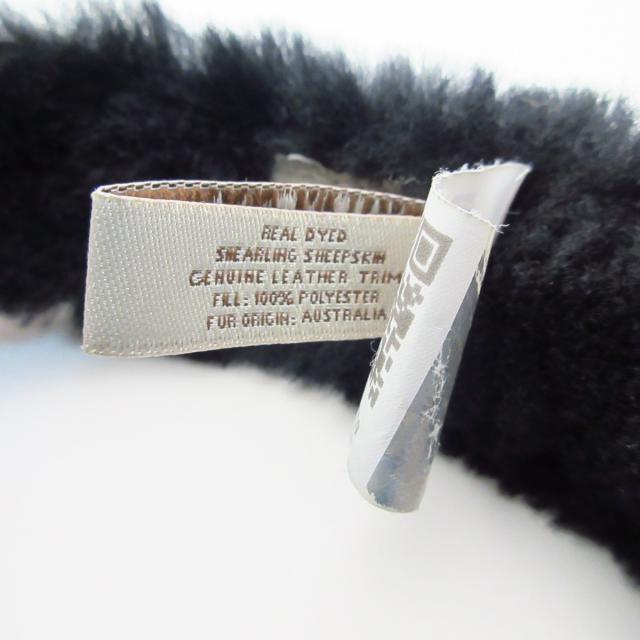 REAL DYED
SHEARLING SHEEPSKIN
GENUINE LEATHER TRIM
FILL: 100% POLYESTER
FUR ORIGIN: AUSTRALIA